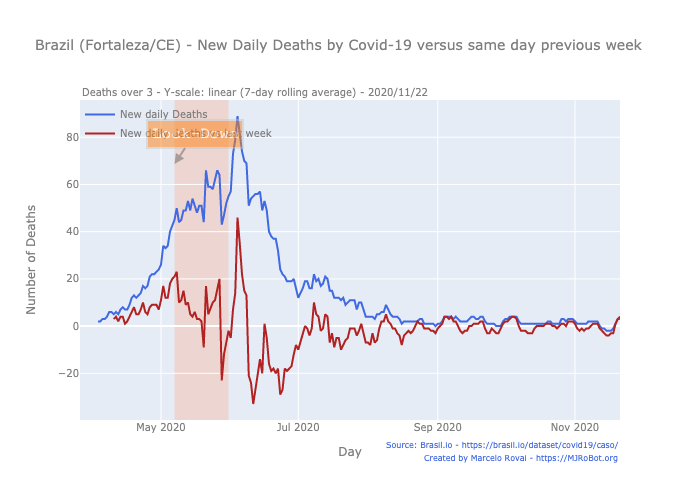 Brazil (Fortaleza/CE) - New Daily Deaths by Covid-19 versus same day previous week
Deaths over 3 - Y-scale: linear (7-day rolling average) - 2020/11/22
New daily Deaths
New daily deaths week
80
60
40
20
0
−20
Number of Deaths
May 2020
Jul 2020
Sep 2020
Nov 2020
Day
Source: Brasil.io - https://brasil.io/dataset/covid19/caso/
Created by Marcelo Rovai - https://MJRoBot.org